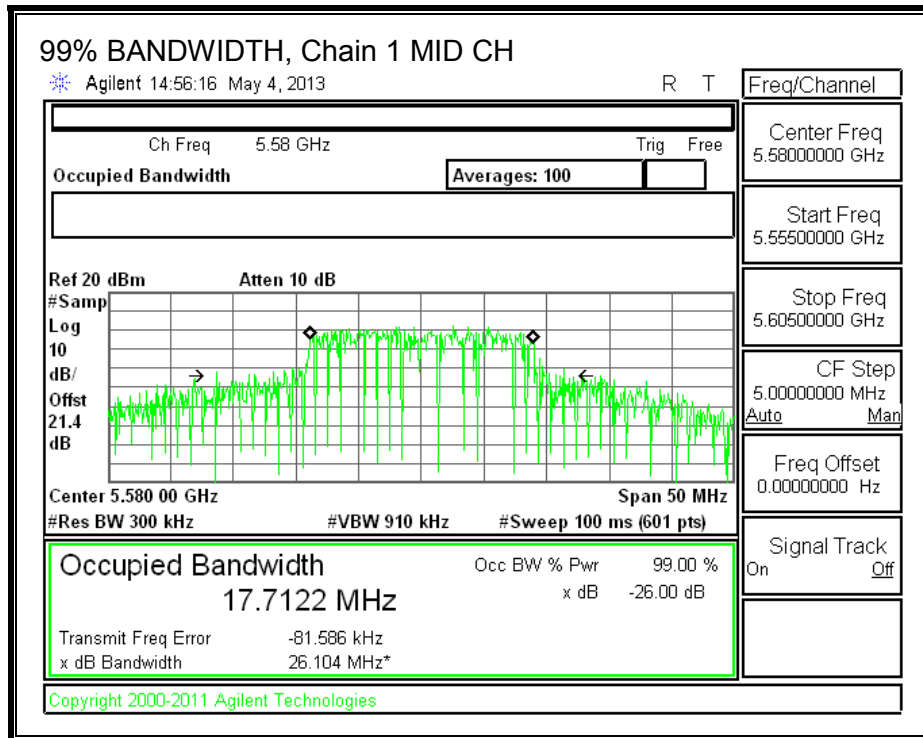 99% BANDWIDTH, Chain 1 MID CH
Agilent 14:56:16 May 4, 2013 R T
Freq/Channel
Ch Freq 5.58 GHz Trig Free
Occupied Bandwidth Averages: 100
Center Freq
5.58000000 GHz
Start Freq
5.55500000 GHz
Stop Freq
5.60500000 GHz
CF Step
5.00000000 MHz
Auto Man
Freq Offset
0.00000000 Hz
Signal Track
On Off
Ref 20 dBm Atten 10 dB
#Samp
Log
10
dB/
Offst
21.4
dB
Center 5.580 00 GHz Span 50 MHz
#Res BW 300 kHz #VBW 910 kHz #Sweep 100 ms (601 pts)
Occupied Bandwidth Occ BW % Pwr 99.00 %
17.7122 MHz x dB -26.00 dB
Transmit Freq Error -81.586 kHz
x dB Bandwidth 26.104 MHz*
Copyright 2000-2011 Agilent Technologies